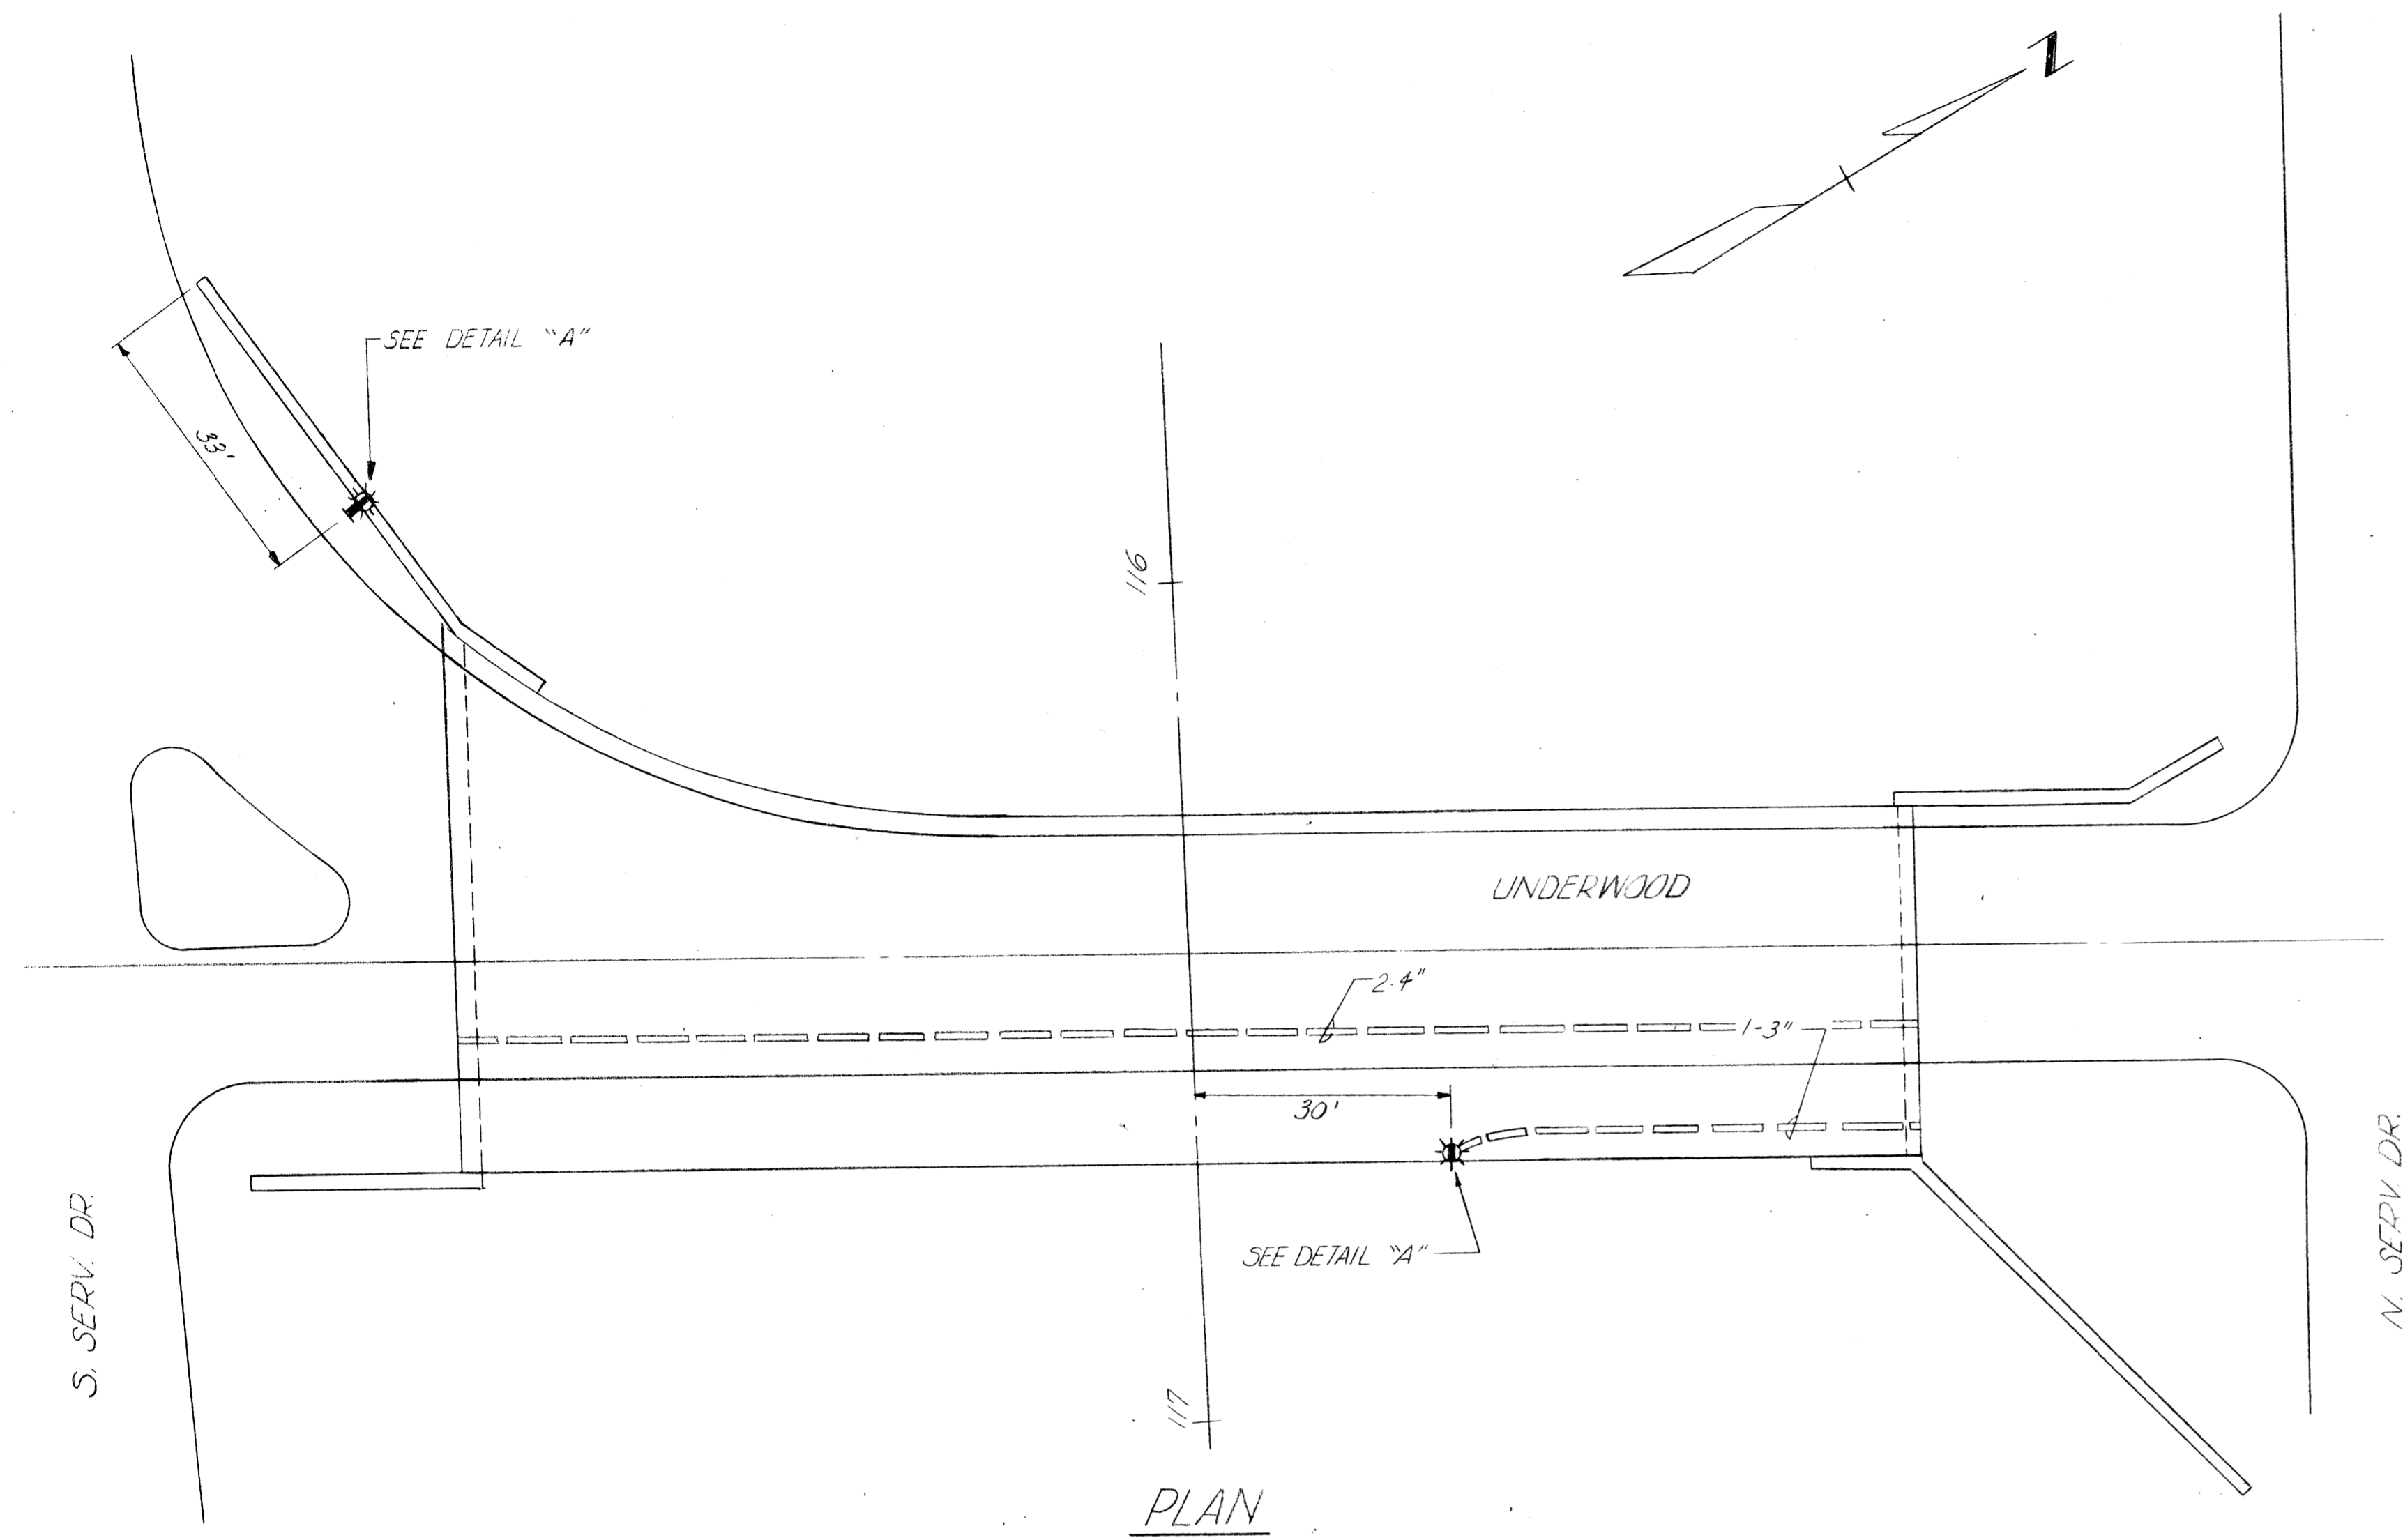 N
SEE DETAIL "A"
33'
116
UNDERWOOD
2-4"
1-3"
30'
SEE DETAIL "A"
S. SERV. DR.
N. SERV. DR.
117
PLAN